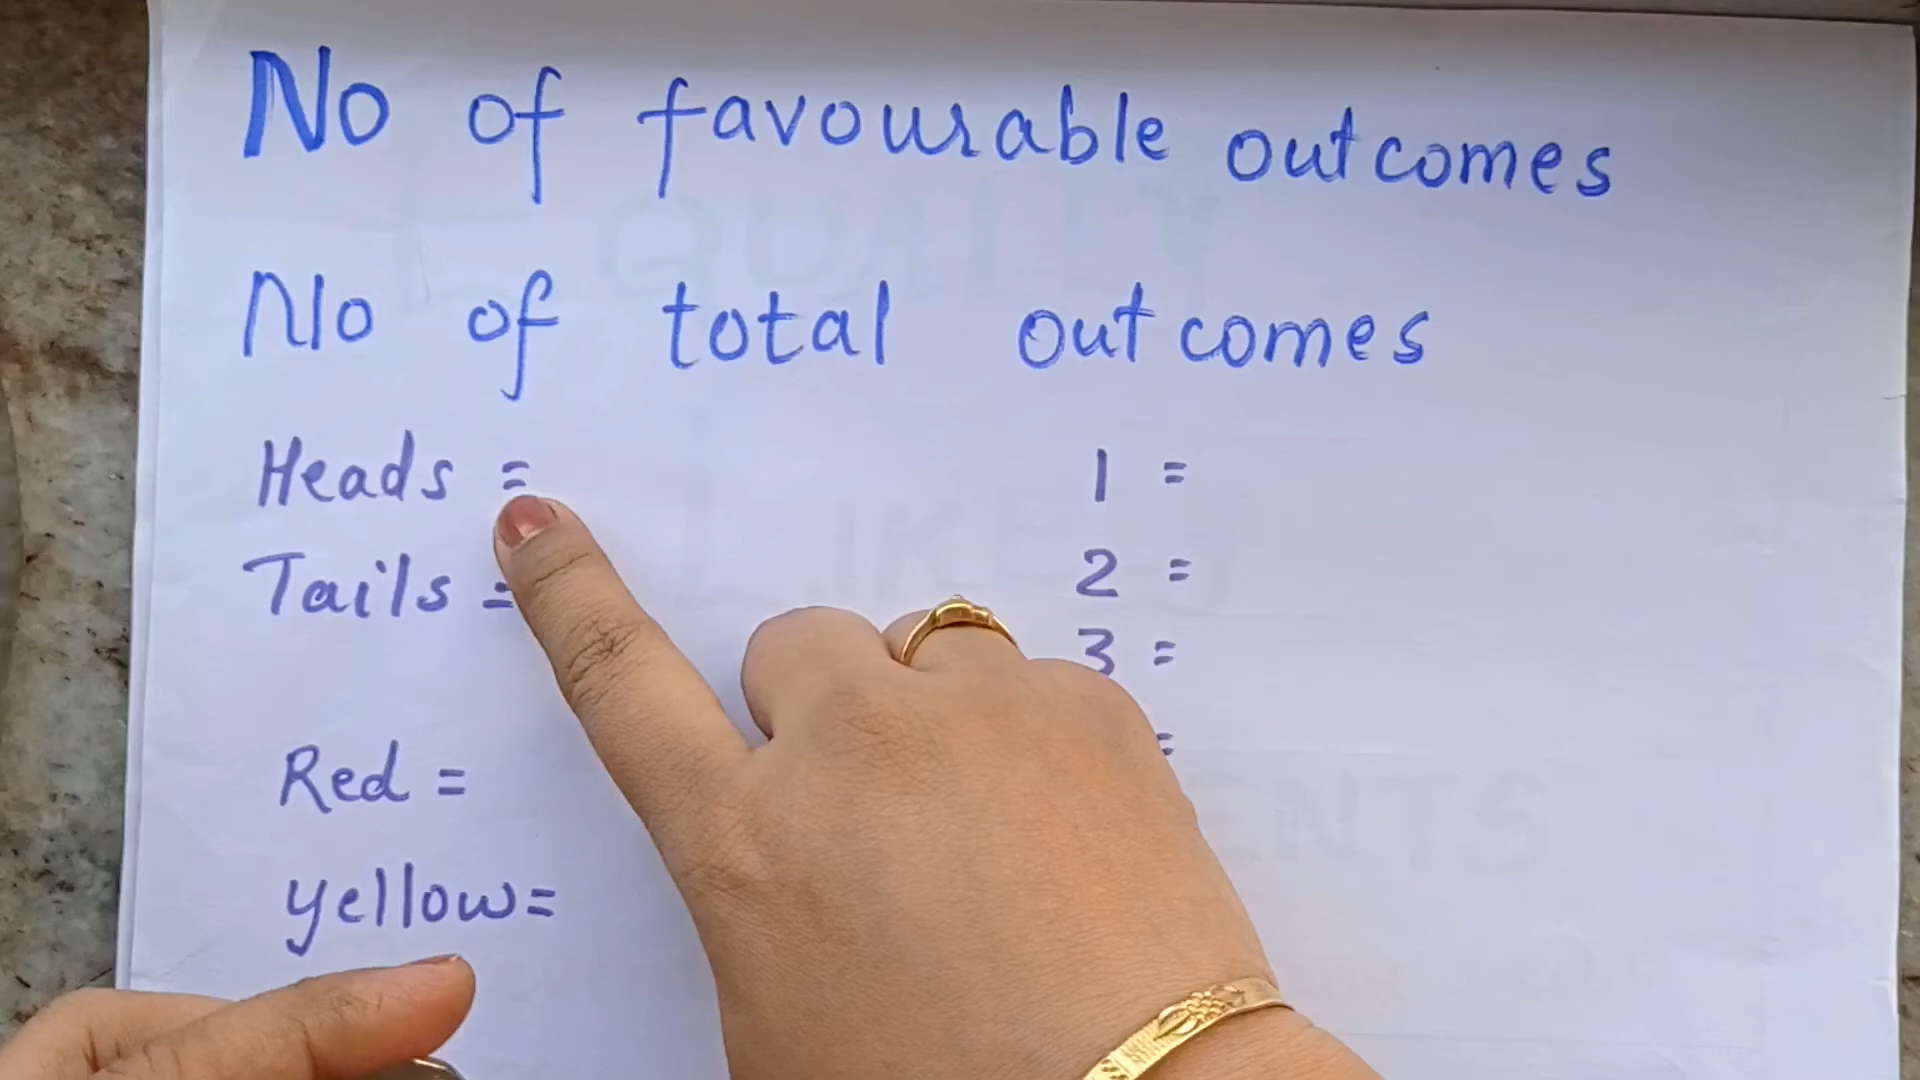 No of favourable outcomes
No of total outcomes
Heads =
Tails =
Red =
yellow =
1 =
2 =
3 =
=